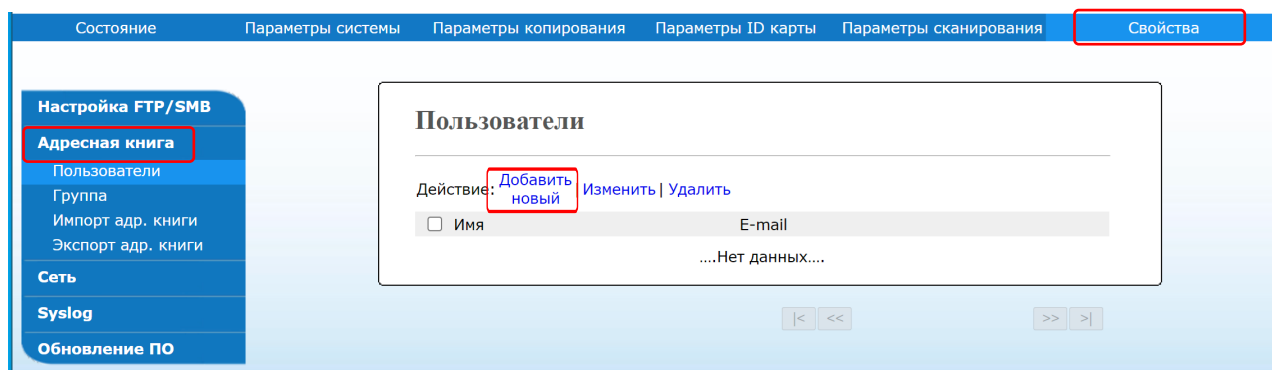 Состояние Параметры системы Параметры копирования Параметры ID карты Параметры сканирования Свойства
Настройка FTP/SMB
Адресная книга
Пользователи
Группа
Импорт адр. книги
Экспорт адр. книги
Сеть
Syslog
Обновление ПО
Пользователи
Действие: Добавить новый | Изменить | Удалить
Имя E-mail
....Нет данных....
|< << >> >|